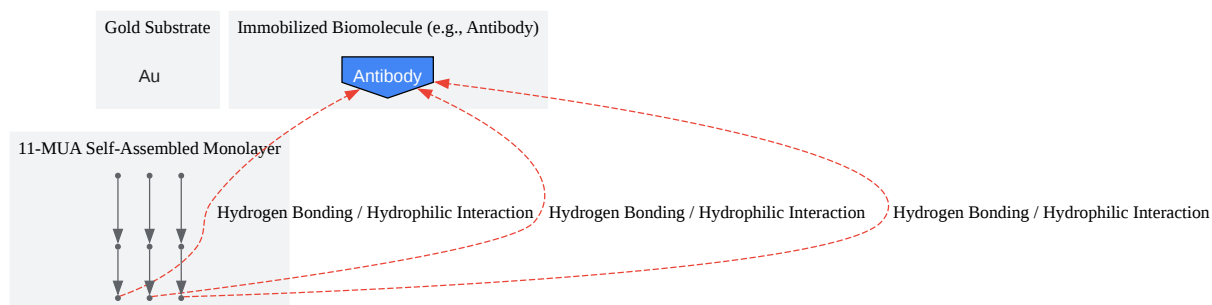 Gold Substrate
Immobilized Biomolecule (e.g., Antibody)
Au
Antibody
11-MUA Self-Assembled Monolayer
Hydrogen Bonding / Hydrophilic Interaction
Hydrogen Bonding / Hydrophilic Interaction
Hydrogen Bonding / Hydrophilic Interaction